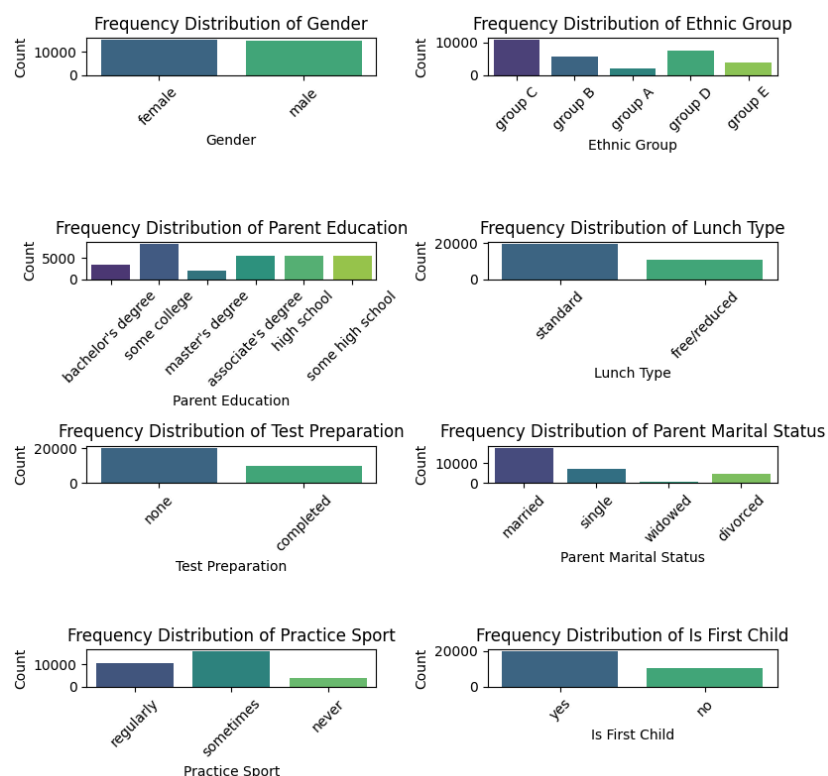 Frequency Distribution of Gender
Count
10000
0
female
male
Gender
Frequency Distribution of Ethnic Group
Count
10000
0
group C
group B
group A
group D
group E
Ethnic Group
Frequency Distribution of Parent Education
Count
5000
0
bachelor's degree
some college
master's degree
associate's degree
high school
some high school
Parent Education
Frequency Distribution of Lunch Type
Count
20000
0
standard
free/reduced
Lunch Type
Frequency Distribution of Test Preparation
Count
20000
0
none
completed
Test Preparation
Frequency Distribution of Parent Marital Status
Count
10000
0
married
single
widowed
divorced
Parent Marital Status
Frequency Distribution of Practice Sport
Count
10000
0
regularly
sometimes
never
Practice Sport
Frequency Distribution of Is First Child
Count
20000
0
yes
no
Is First Child